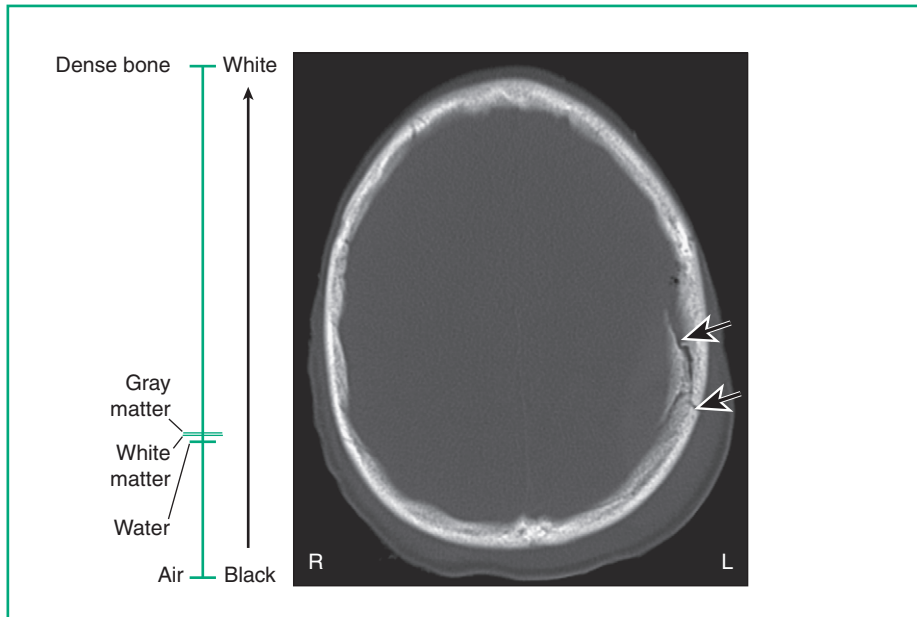 Dense bone
White
Gray
matter
White
matter
Water
Air
Black
R
L